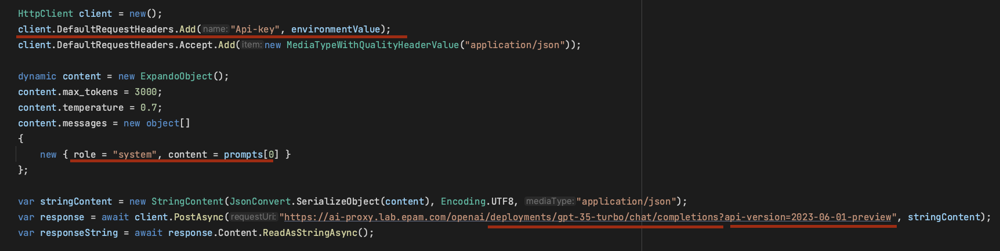 HttpClient client = new();
client.DefaultRequestHeaders.Add( name: "Api-key", environmentValue);
client.DefaultRequestHeaders.Accept.Add( item: new MediaTypeWithQualityHeaderValue("application/json"));
dynamic content = new ExpandoObject();
content.max_tokens = 3000;
content.temperature = 0.7;
content.messages = new object[]
{
new { role = "system", content = prompts[0] }
};
var stringContent = new StringContent(JsonConvert.SerializeObject(content), Encoding.UTF8, mediaType: "application/json");
var response = await client.PostAsync( requestUri: "https://ai-proxy.lab.epam.com/openai/deployments/gpt-35-turbo/chat/completions?api-version=2023-06-01-preview", stringContent);
var responseString = await response.Content.ReadAsStringAsync();